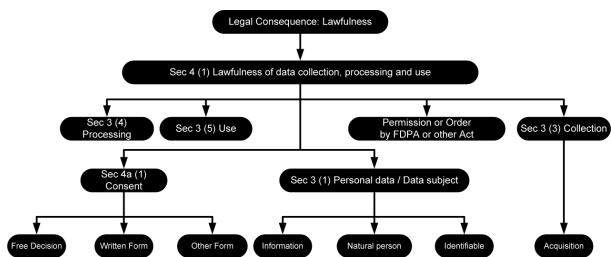 Legal Consequence: Lawfulness
Sec 4 (1) Lawfulness of data collection, processing and use
Sec 3 (4)
Processing
Sec 3 (5) Use
Permission or Order
by FDPA or other Act
Sec 3 (3) Collection
Sec 4a (1)
Consent
Sec 3 (1) Personal data / Data subject
Free Decision
Written Form
Other Form
Information
Natural person
Identifiable
Acquisition